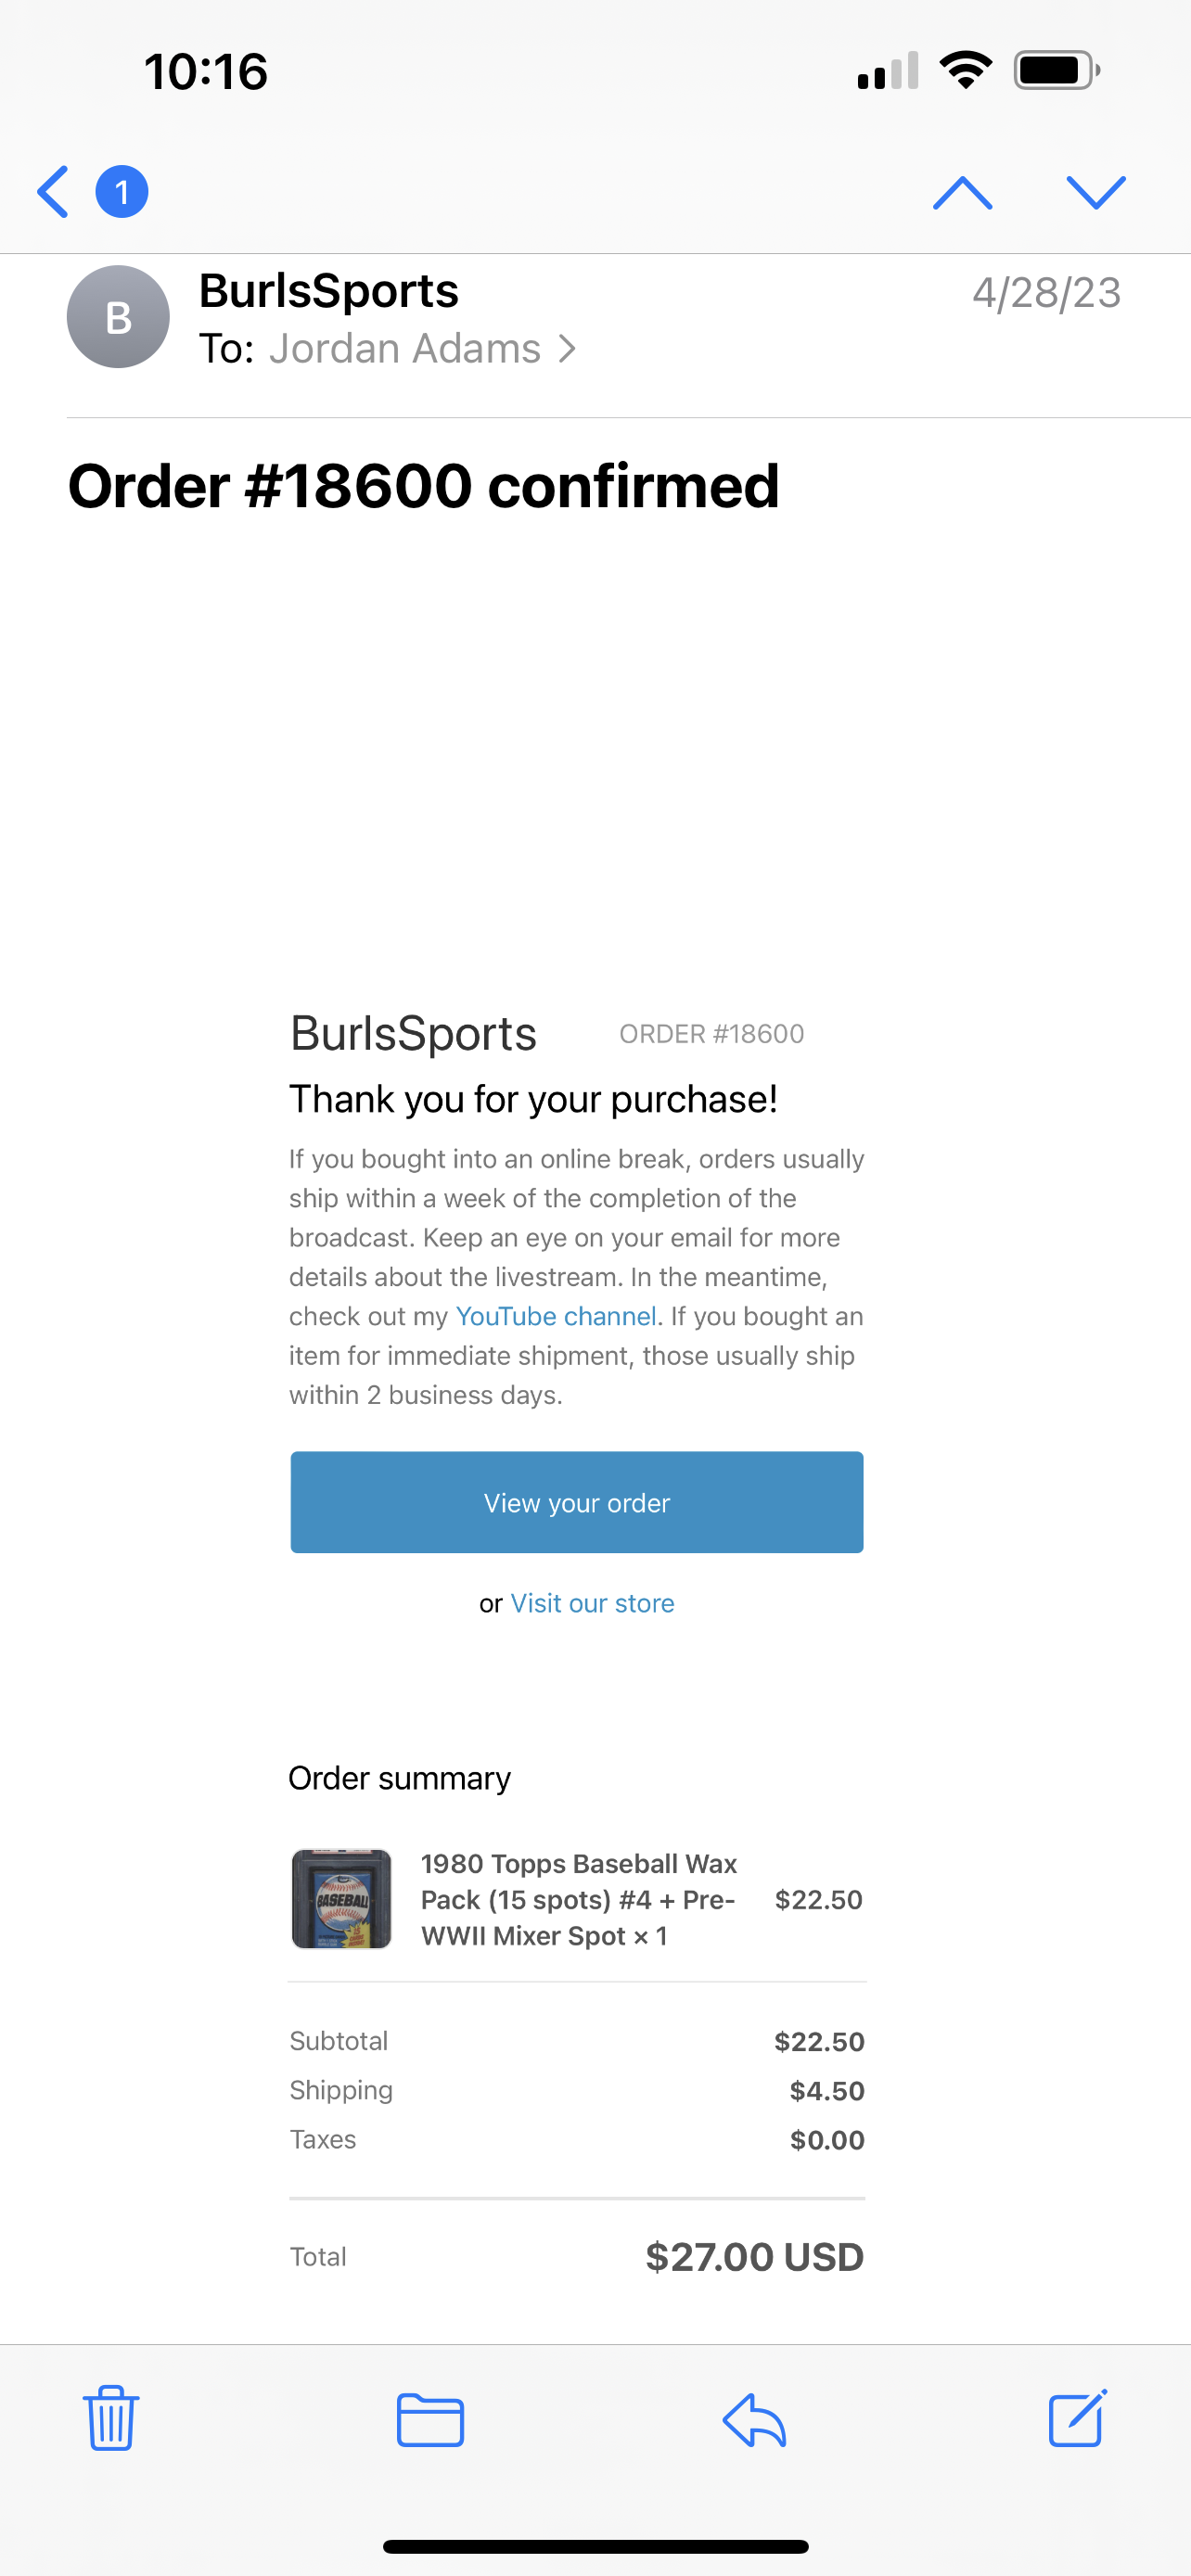 10:16
1
B
BurlsSports
4/28/23
To: Jordan Adams
Order #18600 confirmed
BurlsSports
ORDER #18600
Thank you for your purchase!
If you bought into an online break, orders usually
ship within a week of the completion of the
broadcast. Keep an eye on your email for more
details about the livestream. In the meantime,
check out my YouTube channel. If you bought an
item for immediate shipment, those usually ship
within 2 business days.
View your order
or Visit our store
Order summary
BASEBALL
1980 Topps Baseball Wax
Pack (15 spots) #4 + Pre-
WWII Mixer Spot × 1
$22.50
Subtotal $22.50
Shipping $4.50
Taxes $0.00
Total $27.00 USD